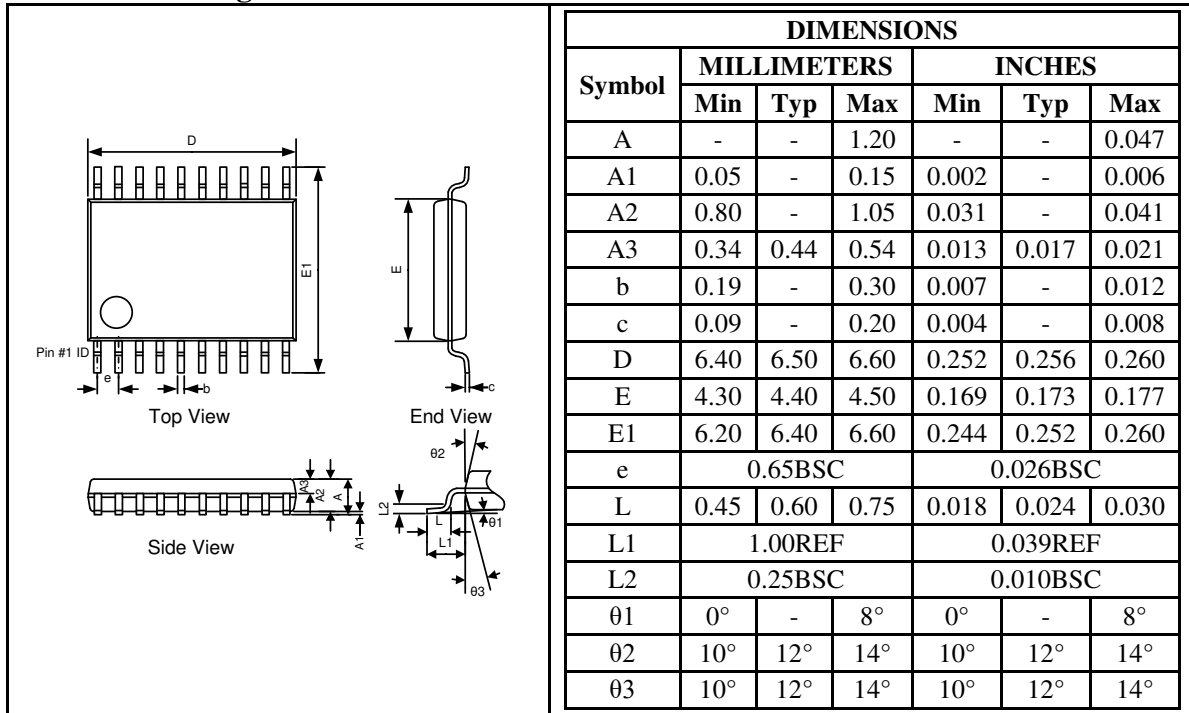 D
E1
E
Pin #1 ID
e
b
c
Top View
End View
θ2
A3
A2
A
A1
Side View
L2
L
L1
θ1
θ3
DIMENSIONS
Symbol MILLIMETERS INCHES
Min Typ Max Min Typ Max
A - - 1.20 - - 0.047
A1 0.05 - 0.15 0.002 - 0.006
A2 0.80 - 1.05 0.031 - 0.041
A3 0.34 0.44 0.54 0.013 0.017 0.021
b 0.19 - 0.30 0.007 - 0.012
c 0.09 - 0.20 0.004 - 0.008
D 6.40 6.50 6.60 0.252 0.256 0.260
E 4.30 4.40 4.50 0.169 0.173 0.177
E1 6.20 6.40 6.60 0.244 0.252 0.260
e 0.65BSC 0.026BSC
L 0.45 0.60 0.75 0.018 0.024 0.030
L1 1.00REF 0.039REF
L2 0.25BSC 0.010BSC
θ1 0° - 8° 0° - 8°
θ2 10° 12° 14° 10° 12° 14°
θ3 10° 12° 14° 10° 12° 14°